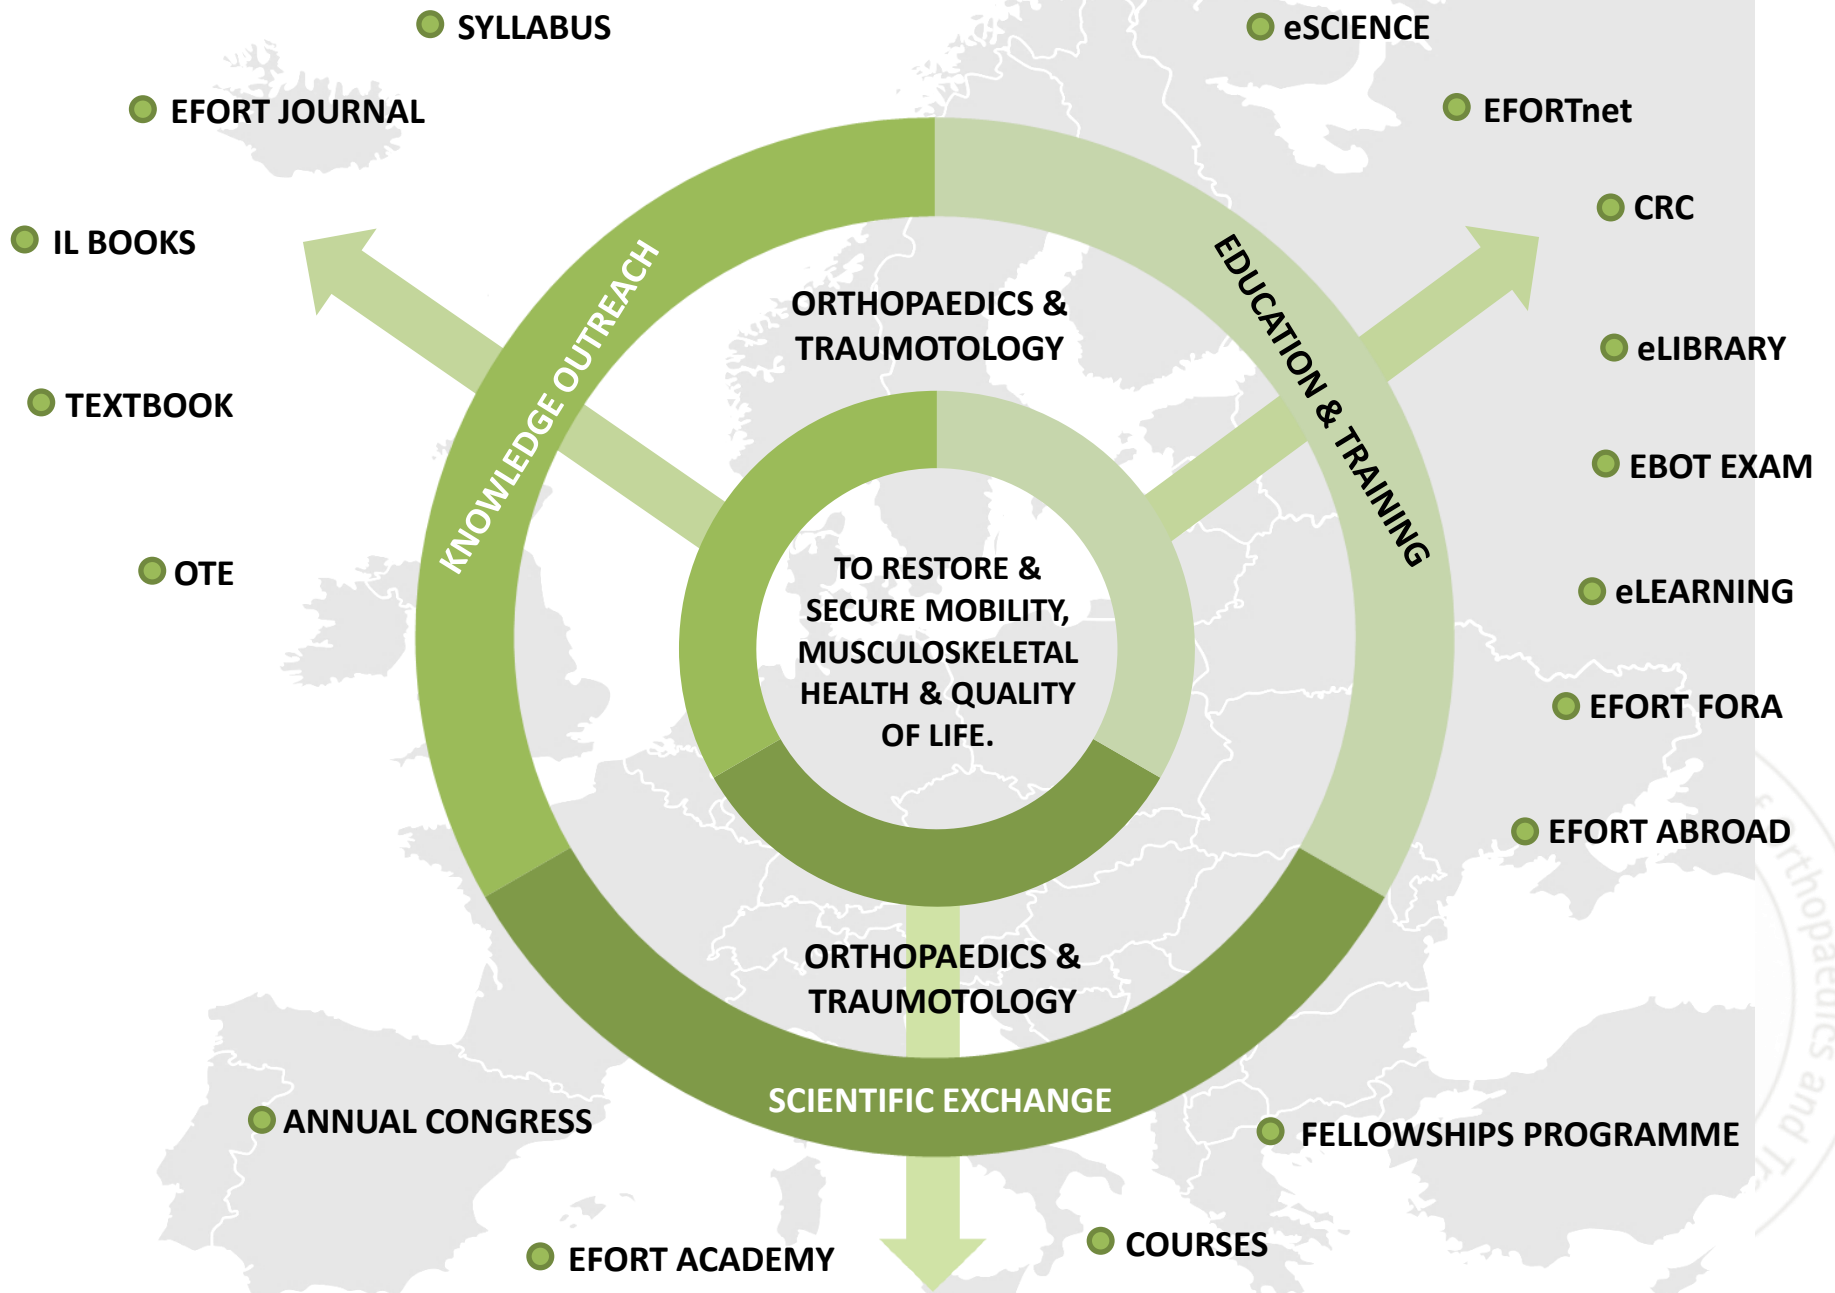 SYLLABUS
eSCIENCE
EFORT JOURNAL
EFORTnet
IL BOOKS
CRC
TEXTBOOK
eLIBRARY
OTE
EBOT EXAM
eLEARNING
EFORT FORA
EFORT ABROAD
KNOWLEDGE OUTREACH
EDUCATION & TRAINING
ORTHOPAEDICS &
TRAUMOTOLOGY
TO RESTORE &
SECURE MOBILITY,
MUSCULOSKELETAL
HEALTH & QUALITY
OF LIFE.
ORTHOPAEDICS &
TRAUMOTOLOGY
SCIENTIFIC EXCHANGE
ANNUAL CONGRESS
FELLOWSHIPS PROGRAMME
EFORT ACADEMY
COURSES
orthopaedics and